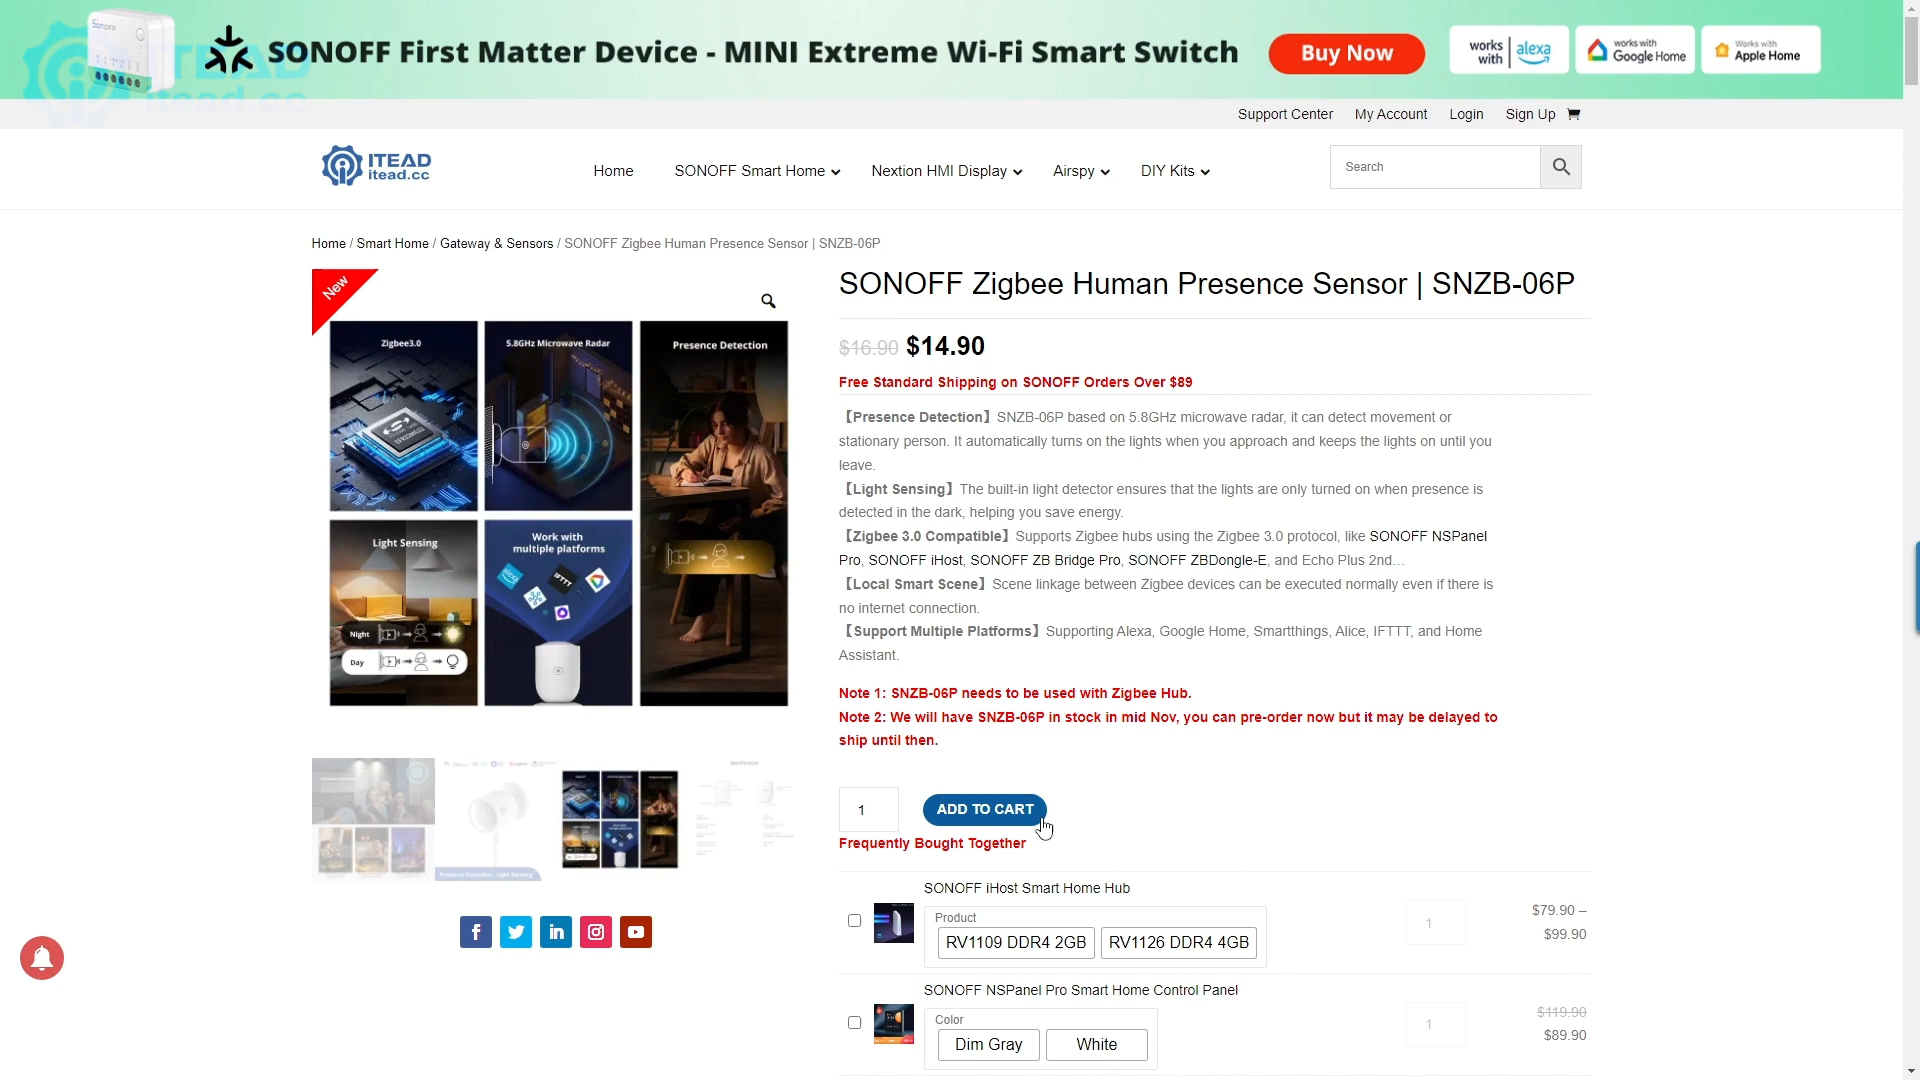 SONOFF First Matter Device - MINI Extreme Wi-Fi Smart Switch
Buy Now
works with alexa
works with Google Home
Works with Apple Home
ITEAD
itead.cc
Support Center My Account Login Sign Up
ITEAD
itead.cc
Home SONOFF Smart Home Nextion HMI Display Airspy DIY Kits
Search
Home / Smart Home / Gateway & Sensors / SONOFF Zigbee Human Presence Sensor | SNZB-06P
New
Zigbee3.0
5.8GHz Microwave Radar
Presence Detection
Light Sensing
Night
Day
Work with
multiple platforms
alexa
IFTTT
SONOFF Zigbee Human Presence Sensor | SNZB-06P
$16.90 $14.90
Free Standard Shipping on SONOFF Orders Over $89
【Presence Detection】SNZB-06P based on 5.8GHz microwave radar, it can detect movement or
stationary person. It automatically turns on the lights when you approach and keeps the lights on until you
leave.
【Light Sensing】The built-in light detector ensures that the lights are only turned on when presence is
detected in the dark, helping you save energy.
【Zigbee 3.0 Compatible】Supports Zigbee hubs using the Zigbee 3.0 protocol, like SONOFF NSPanel
Pro, SONOFF iHost, SONOFF ZB Bridge Pro, SONOFF ZBDongle-E, and Echo Plus 2nd…
【Local Smart Scene】Scene linkage between Zigbee devices can be executed normally even if there is
no internet connection.
【Support Multiple Platforms】Supporting Alexa, Google Home, Smartthings, Alice, IFTTT, and Home
Assistant.
Note 1: SNZB-06P needs to be used with Zigbee Hub.
Note 2: We will have SNZB-06P in stock in mid Nov, you can pre-order now but it may be delayed to
ship until then.
1
ADD TO CART
Presence Detection, Light Sensing
Specification
Frequently Bought Together
SONOFF iHost Smart Home Hub
Product
RV1109 DDR4 2GB RV1126 DDR4 4GB
1
$79.90 –
$99.90
SONOFF NSPanel Pro Smart Home Control Panel
Color
Dim Gray White
1
$119.90
$89.90